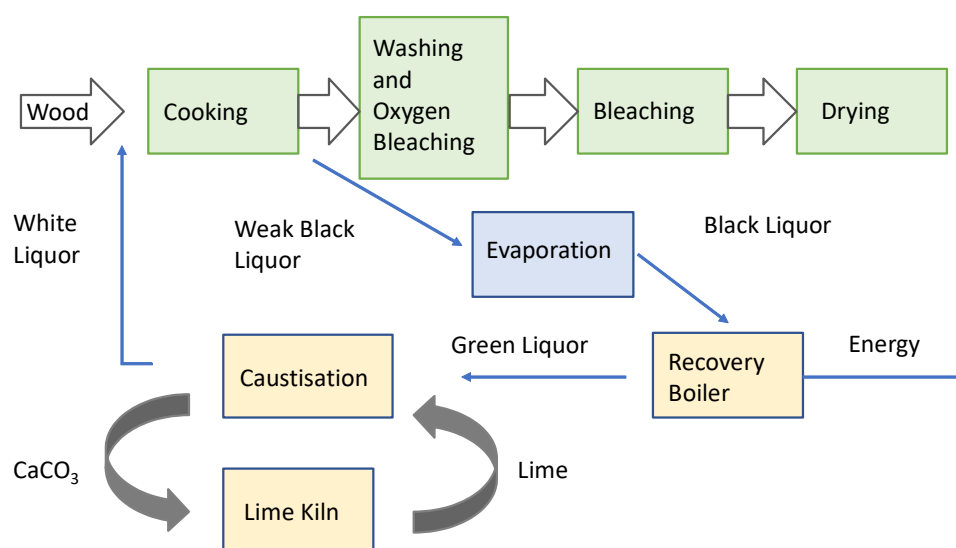 Wood
Cooking
Washing
and
Oxygen
Bleaching
Bleaching
Drying
White
Liquor
Weak Black
Liquor
Evaporation
Black Liquor
Caustisation
Green Liquor
Recovery
Boiler
Energy
CaCO₃
Lime Kiln
Lime